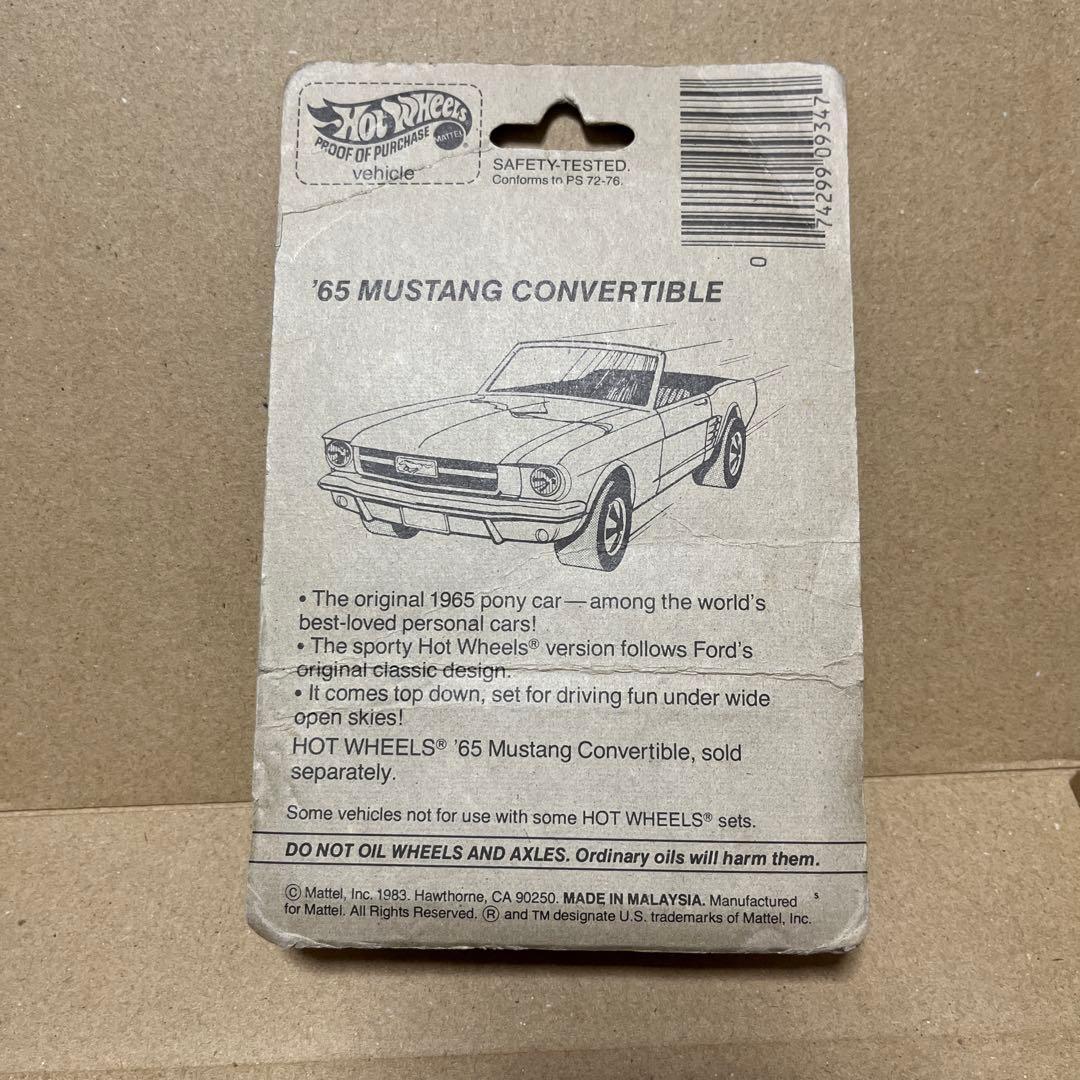 Hot Wheels
MATTEL
PROOF OF PURCHASE
vehicle
SAFETY-TESTED.
Conforms to PS 72-76.
74299 09347
0
'65 MUSTANG CONVERTIBLE
• The original 1965 pony car—among the world's
best-loved personal cars!
• The sporty Hot Wheels® version follows Ford's
original classic design.
• It comes top down, set for driving fun under wide
open skies!
HOT WHEELS® '65 Mustang Convertible, sold
separately.
Some vehicles not for use with some HOT WHEELS® sets.
DO NOT OIL WHEELS AND AXLES. Ordinary oils will harm them.
© Mattel, Inc. 1983. Hawthorne, CA 90250. MADE IN MALAYSIA. Manufactured 5
for Mattel. All Rights Reserved. ® and TM designate U.S. trademarks of Mattel, Inc.